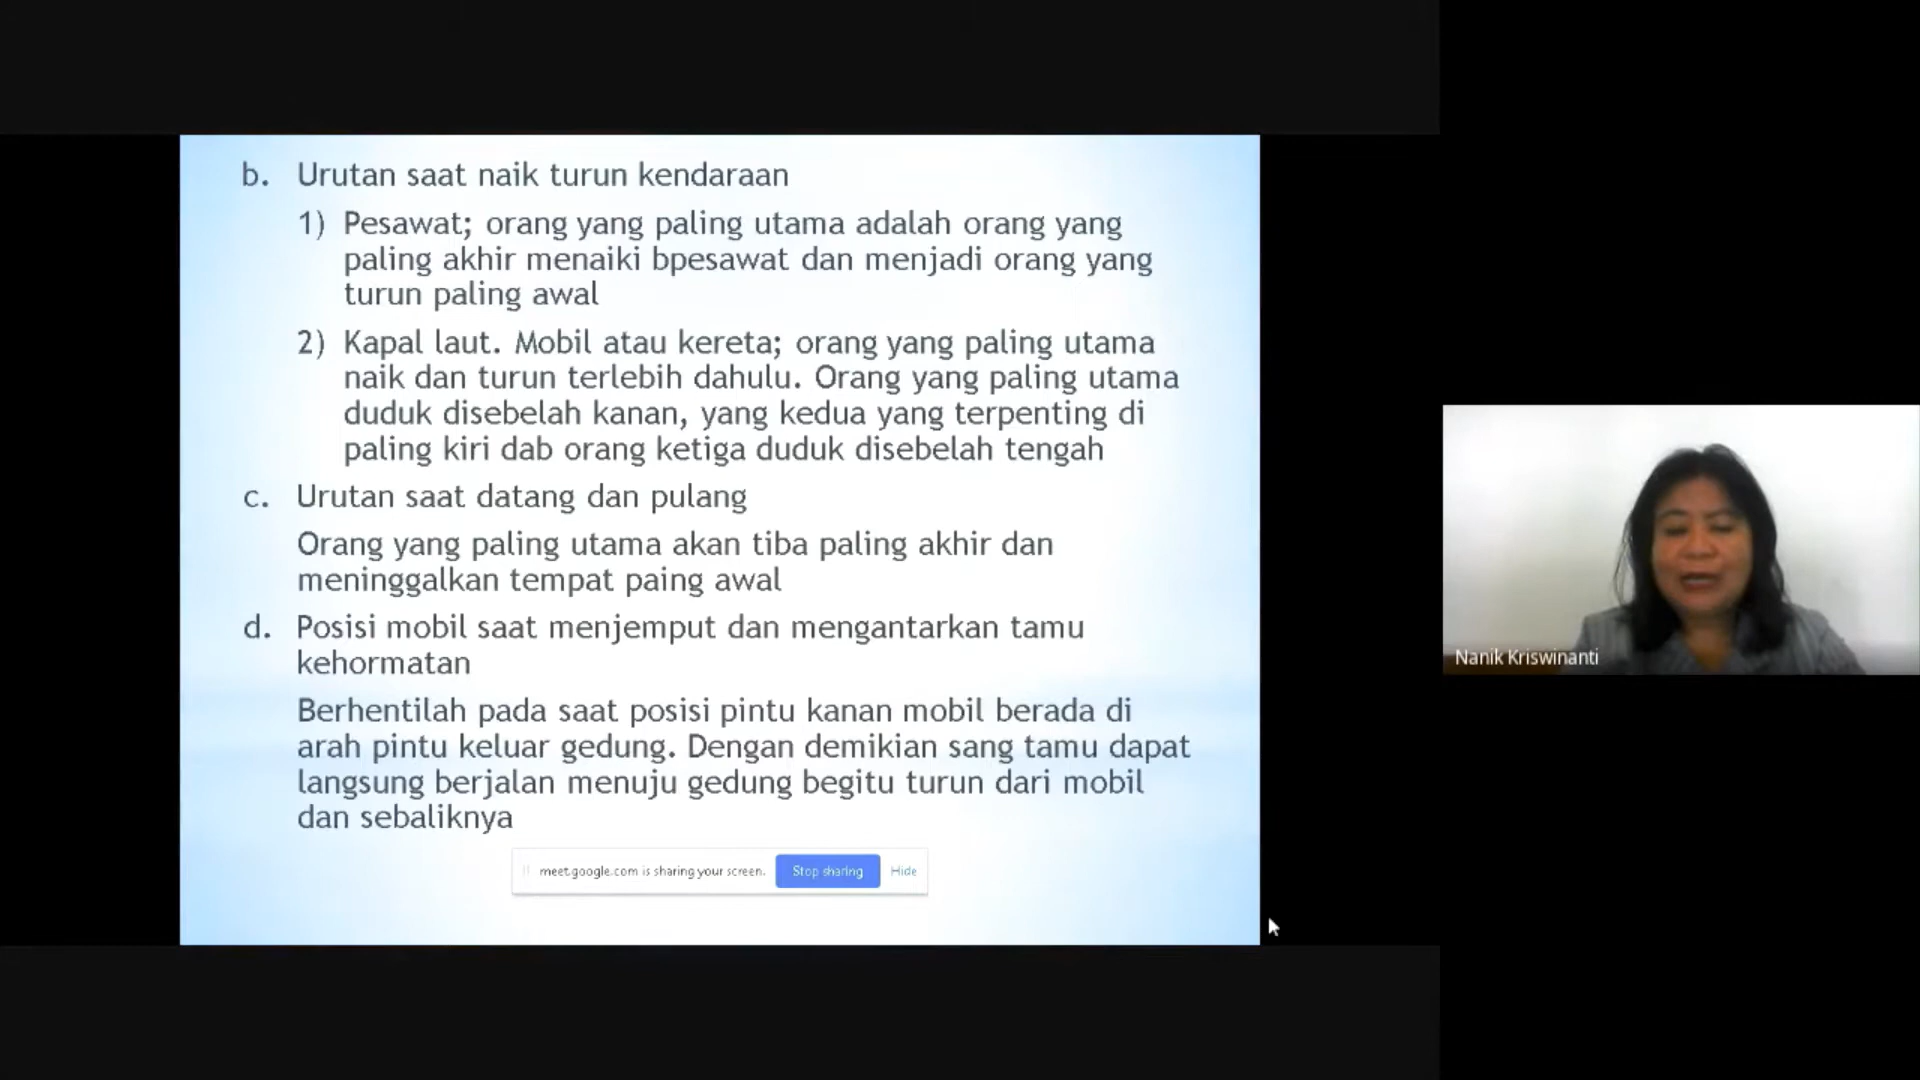 b. Urutan saat naik turun kendaraan
1) Pesawat; orang yang paling utama adalah orang yang
paling akhir menaiki bpesawat dan menjadi orang yang
turun paling awal
2) Kapal laut. Mobil atau kereta; orang yang paling utama
naik dan turun terlebih dahulu. Orang yang paling utama
duduk disebelah kanan, yang kedua yang terpenting di
paling kiri dab orang ketiga duduk disebelah tengah
c. Urutan saat datang dan pulang
Orang yang paling utama akan tiba paling akhir dan
meninggalkan tempat paing awal
d. Posisi mobil saat menjemput dan mengantarkan tamu
kehormatan
Berhentilah pada saat posisi pintu kanan mobil berada di
arah pintu keluar gedung. Dengan demikian sang tamu dapat
langsung berjalan menuju gedung begitu turun dari mobil
dan sebaliknya
meet.google.com is sharing your screen. Stop sharing Hide
Nanik Kriswinanti